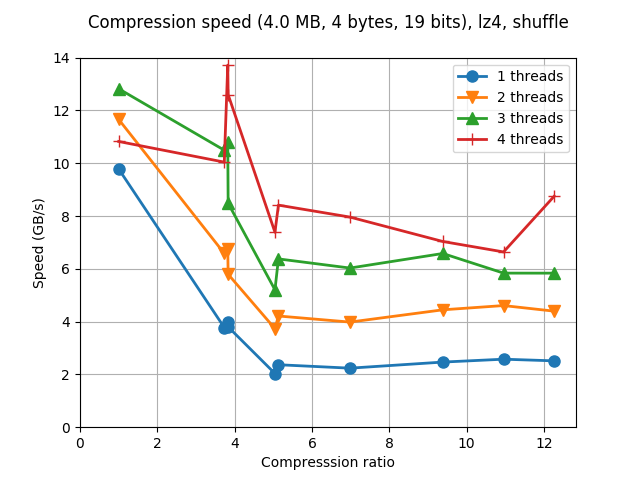 Compression speed (4.0 MB, 4 bytes, 19 bits), lz4, shuffle
1 threads
2 threads
3 threads
4 threads
14
12
10
8
6
4
2
0
Speed (GB/s)
0 2 4 6 8 10 12
Compresssion ratio